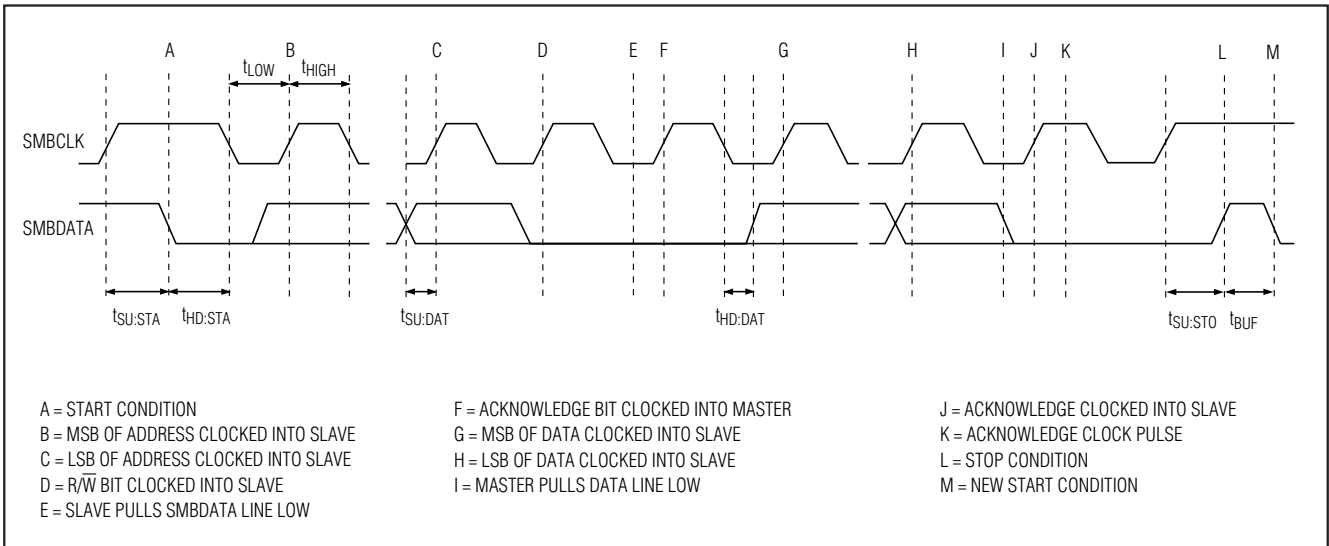 A B C D E F G H I J K L M
tLOW tHIGH
SMBCLK
SMBDATA
tSU:STA tHD:STA tSU:DAT tHD:DAT tSU:STO tBUF
A = START CONDITION
B = MSB OF ADDRESS CLOCKED INTO SLAVE
C = LSB OF ADDRESS CLOCKED INTO SLAVE
D = R/W̅ BIT CLOCKED INTO SLAVE
E = SLAVE PULLS SMBDATA LINE LOW
F = ACKNOWLEDGE BIT CLOCKED INTO MASTER
G = MSB OF DATA CLOCKED INTO SLAVE
H = LSB OF DATA CLOCKED INTO SLAVE
I = MASTER PULLS DATA LINE LOW
J = ACKNOWLEDGE CLOCKED INTO SLAVE
K = ACKNOWLEDGE CLOCK PULSE
L = STOP CONDITION
M = NEW START CONDITION